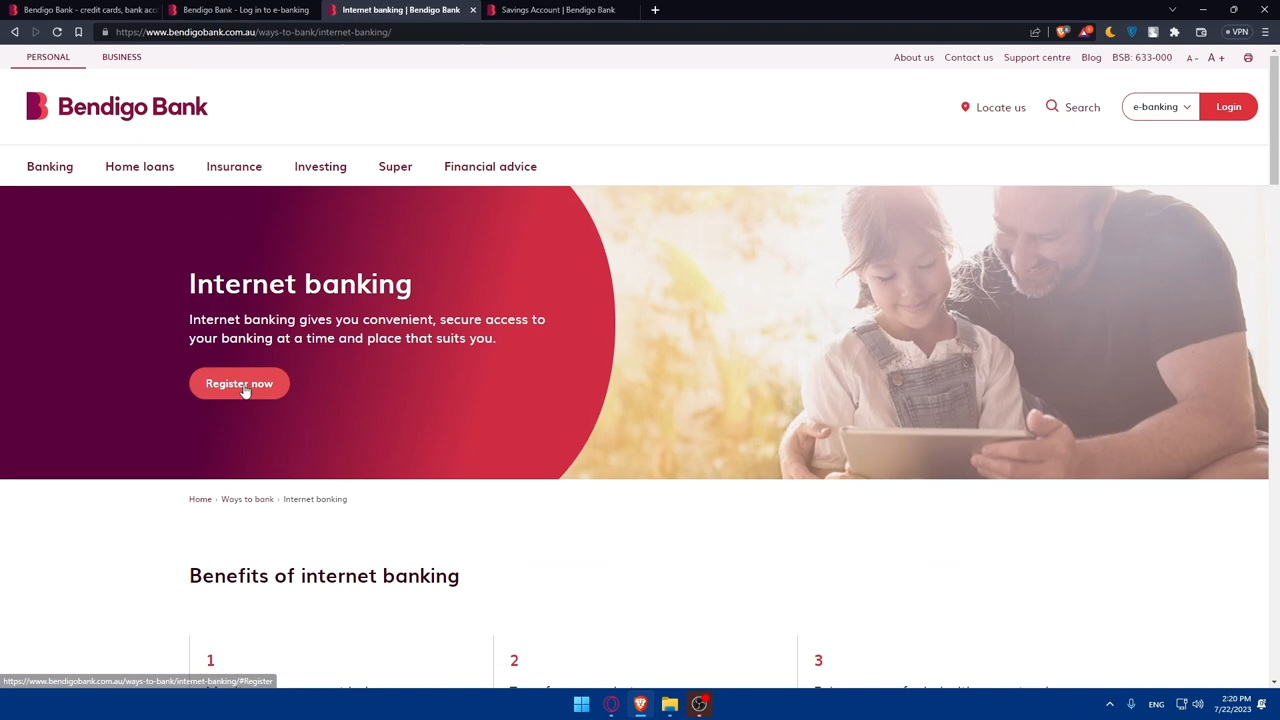 Bendigo Bank - credit cards, bank acc
Bendigo Bank - Log in to e-banking
Internet banking | Bendigo Bank
Savings Account | Bendigo Bank
https://www.bendigobank.com.au/ways-to-bank/internet-banking/
VPN
PERSONAL
BUSINESS
About us
Contact us
Support centre
Blog
BSB: 633-000
A -
A +
Bendigo Bank
Locate us
Search
e-banking
Login
Banking
Home loans
Insurance
Investing
Super
Financial advice
Internet banking
Internet banking gives you convenient, secure access to
your banking at a time and place that suits you.
Register now
Home › Ways to bank › Internet banking
Benefits of internet banking
1
2
3
https://www.bendigobank.com.au/ways-to-bank/internet-banking/#Register
ENG
2:20 PM
7/22/2023